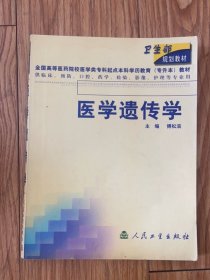 卫生部
规划教材
全国高等医药院校医学类专科起点本科学历教育（专升本）教材
供临床、预防、口腔、药学、检验、影像、护理等专业用
医学遗传学
主 编 傅松滨
人民卫生出版社